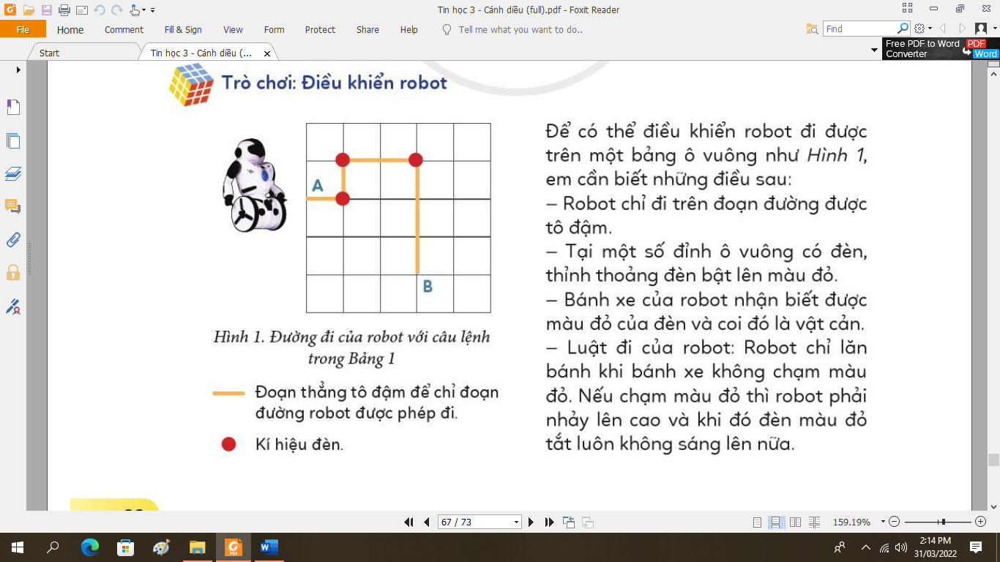 Tin học 3 - Cánh diều (full).pdf - Foxit Reader
File Home Comment Fill & Sign View Form Protect Share Help Tell me what you want to do.. Find
Start Tin học 3 - Cánh diều (... ×
Free PDF to Word PDF
Converter Word
Trò chơi: Điều khiển robot
A
B
Hình 1. Đường đi của robot với câu lệnh
trong Bảng 1
Đoạn thẳng tô đậm để chỉ đoạn
đường robot được phép đi.
Kí hiệu đèn.
Để có thể điều khiển robot đi được
trên một bảng ô vuông như Hình 1,
em cần biết những điều sau:
– Robot chỉ đi trên đoạn đường được
tô đậm.
– Tại một số đỉnh ô vuông có đèn,
thỉnh thoảng đèn bật lên màu đỏ.
– Bánh xe của robot nhận biết được
màu đỏ của đèn và coi đó là vật cản.
– Luật đi của robot: Robot chỉ lăn
bánh khi bánh xe không chạm màu
đỏ. Nếu chạm màu đỏ thì robot phải
nhảy lên cao và khi đó đèn màu đỏ
tắt luôn không sáng lên nữa.
67 / 73
159.19%
2:14 PM
31/03/2022